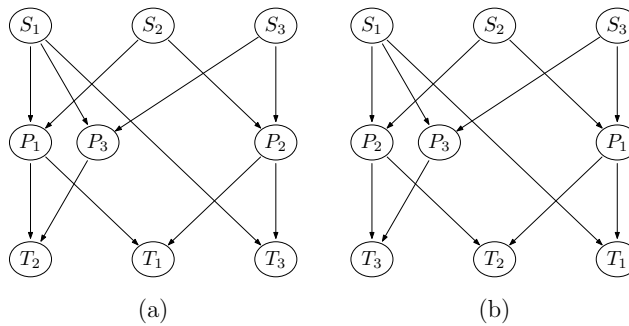 S1 S2 S3 S1 S2 S3
P1 P3 P2 P2 P3 P1
T2 T1 T3 T3 T2 T1
(a) (b)